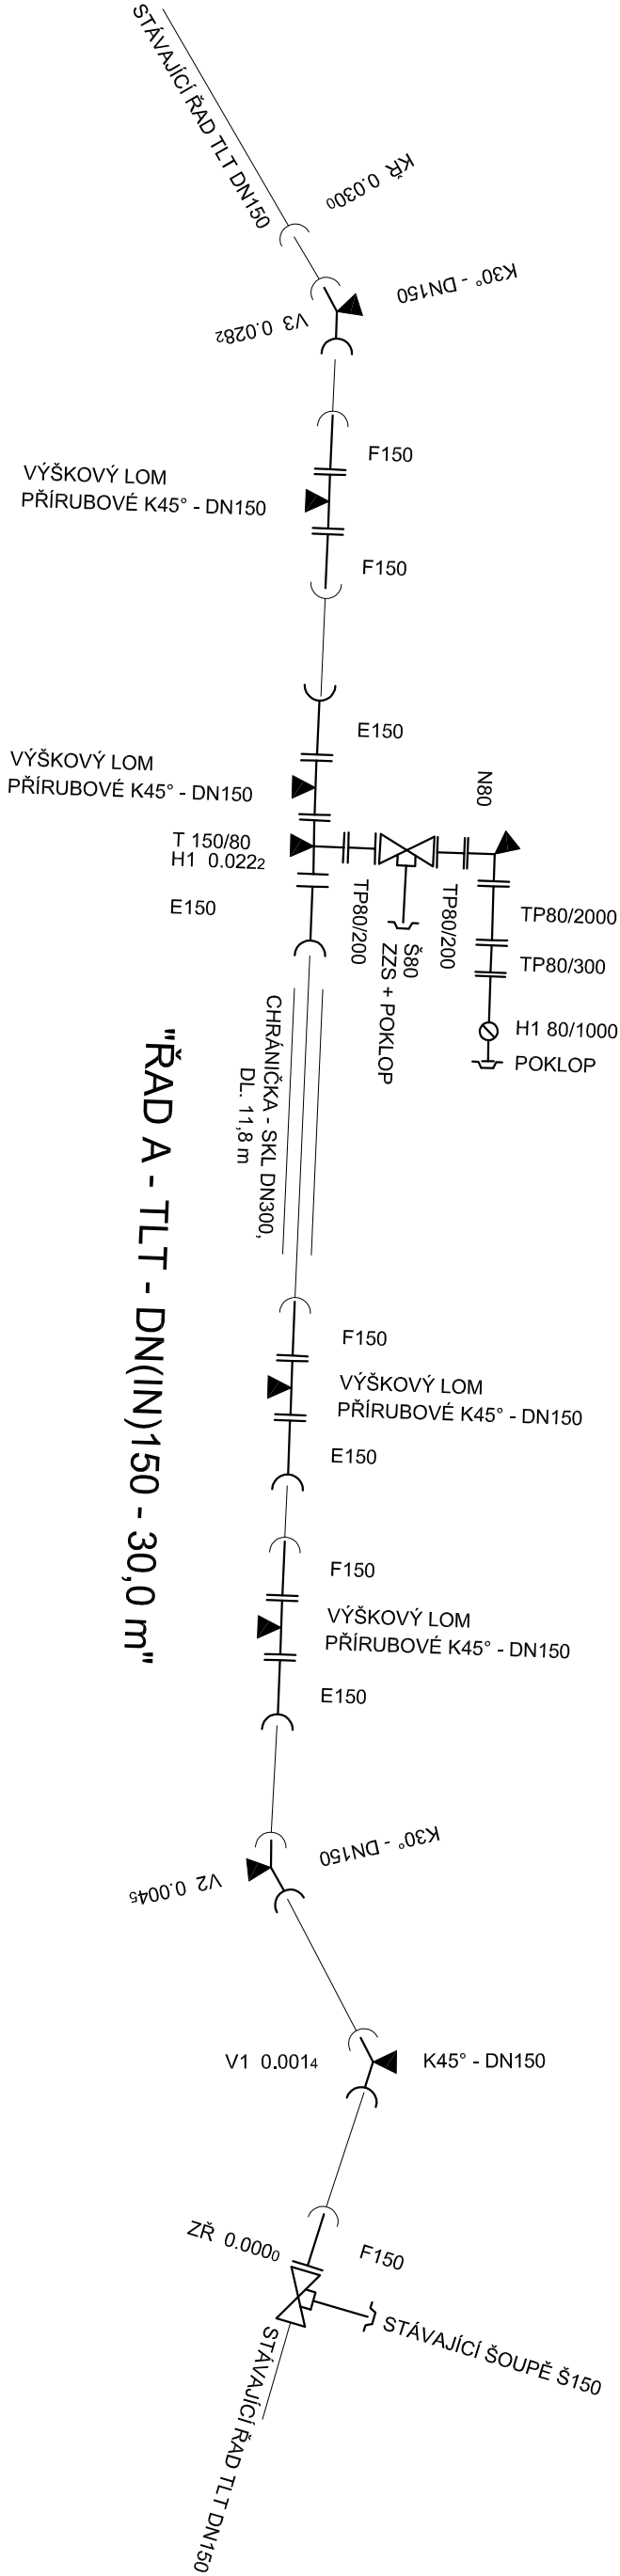 STÁVAJÍCÍ ŘAD TLT DN150
KŘ 0.0300
K30° - DN150
V3 0.0282
F150
VÝŠKOVÝ LOM
PŘÍRUBOVÉ K45° - DN150
F150
E150
VÝŠKOVÝ LOM
PŘÍRUBOVÉ K45° - DN150
N80
T 150/80
H1 0.0222
E150
TP80/200
Š80
ZZS + POKLOP
TP80/200
TP80/2000
TP80/300
H1 80/1000
POKLOP
CHRÁNIČKA - SKL DN300,
DL. 11,8 m
"ŘAD A - TLT - DN(IN)150 - 30,0 m"
F150
VÝŠKOVÝ LOM
PŘÍRUBOVÉ K45° - DN150
E150
F150
VÝŠKOVÝ LOM
PŘÍRUBOVÉ K45° - DN150
E150
K30° - DN150
V2 0.0045
V1 0.0014
K45° - DN150
ZŘ 0.0000
F150
STÁVAJÍCÍ ŠOUPĚ Š150
STÁVAJÍCÍ ŘAD TLT DN150